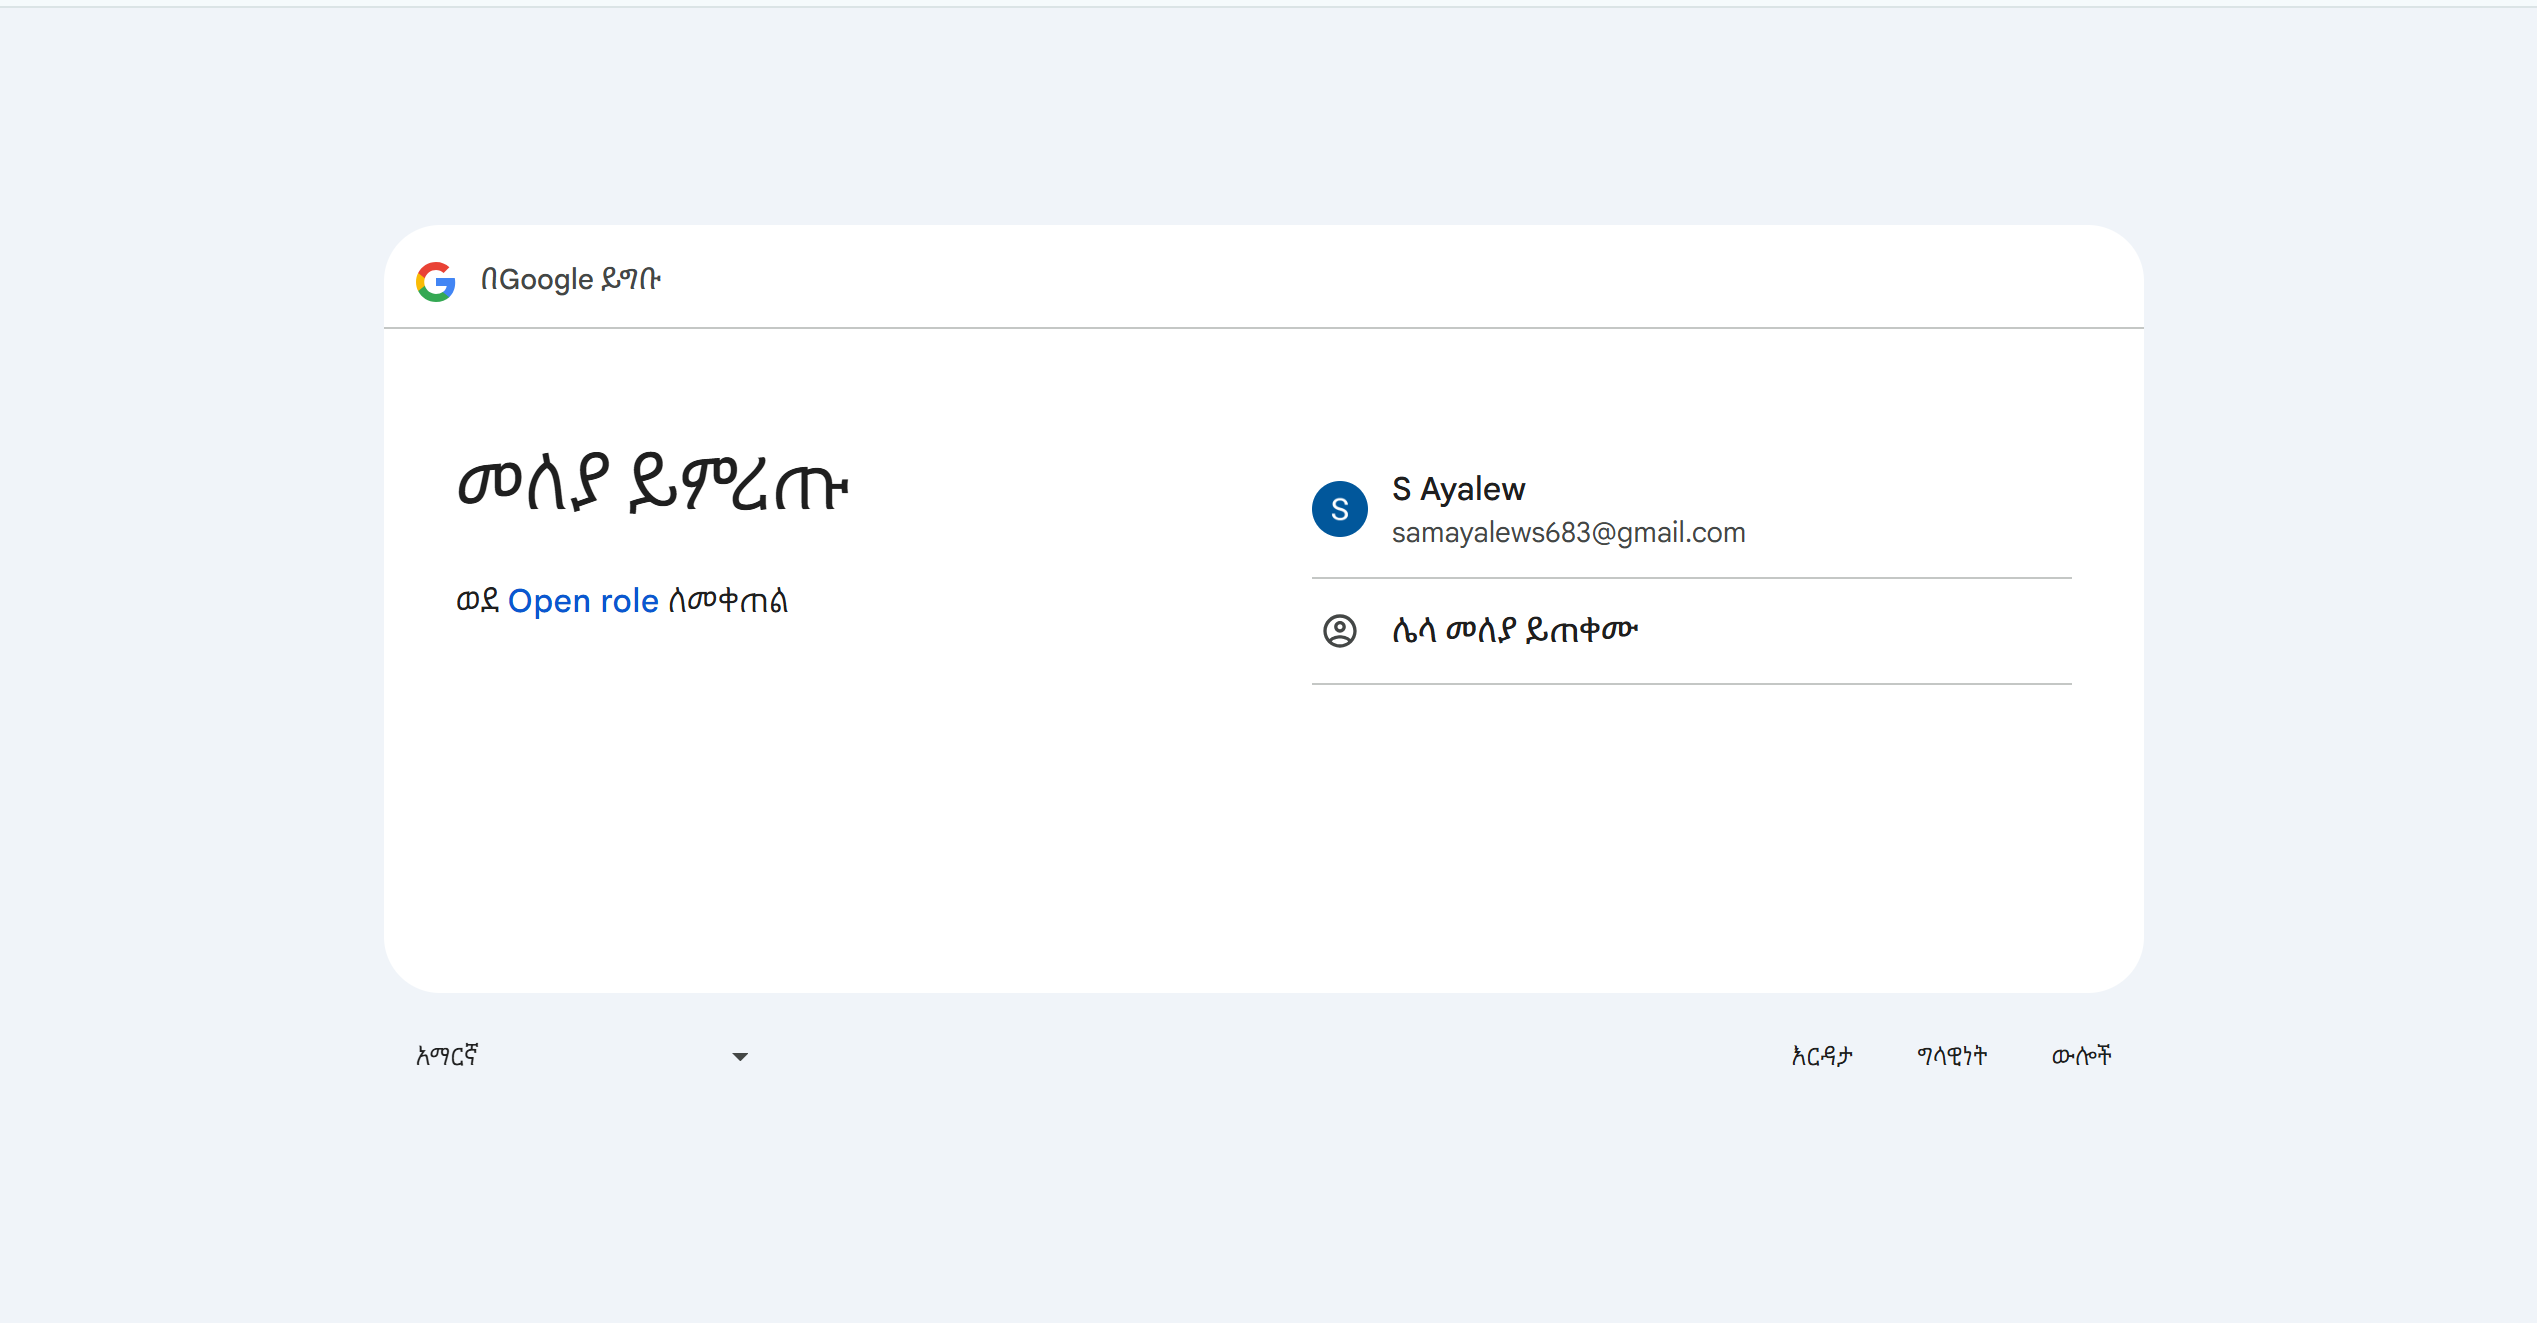 በGoogle ይግቡ
መለያ ይምረጡ
ወደ Open role ለመቀጠል
S
S Ayalew
samayalews683@gmail.com
ሌላ መለያ ይጠቀሙ
አማርኛ
እርዳታ
ግላዊነት
ውሎች